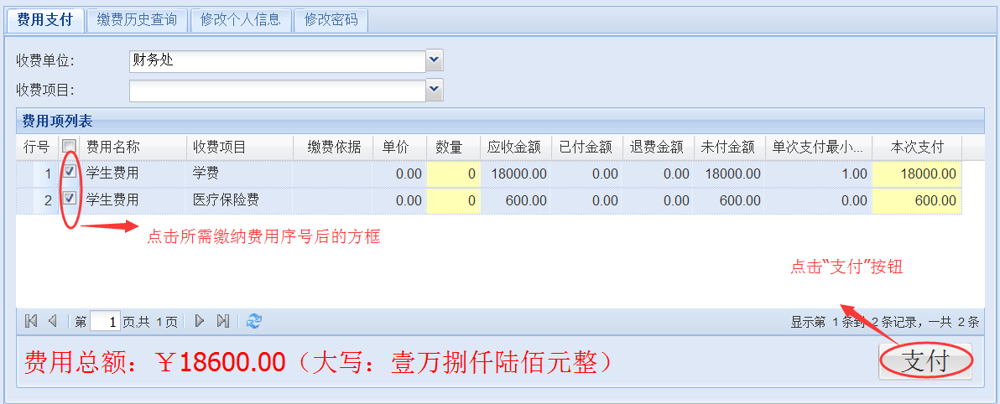 费用支付 缴费历史查询 修改个人信息 修改密码
收费单位: 财务处
收费项目:
费用项列表
行号 费用名称 收费项目 缴费依据 单价 数量 应收金额 已付金额 退费金额 未付金额 单次支付最小... 本次支付
1 学生费用 学费 0.00 0 18000.00 0.00 0.00 18000.00 1.00 18000.00
2 学生费用 医疗保险费 0.00 0 600.00 0.00 0.00 600.00 0.00 600.00
点击所需缴纳费用序号后的方框
点击“支付”按钮
第 1 页,共 1 页 显示第 1 条到 2 条记录，一共 2 条
费用总额：￥18600.00（大写：壹万捌仟陆佰元整） 支付